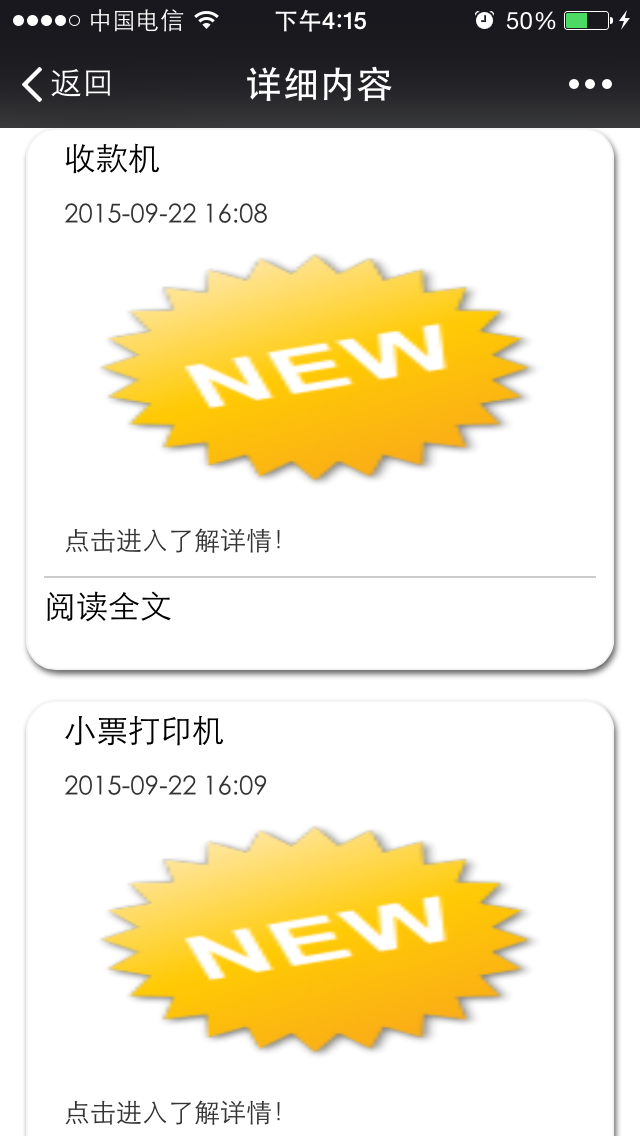 中国电信 下午4:15 50%
返回 详细内容
收款机
2015-09-22 16:08
NEW
点击进入了解详情!
阅读全文
小票打印机
2015-09-22 16:09
NEW
点击进入了解详情!